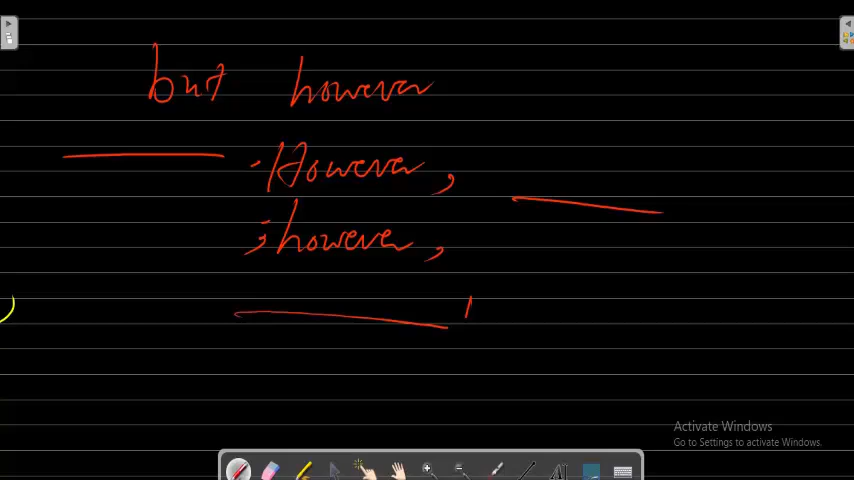 but however
. However,
; however,
Activate Windows
Go to Settings to activate Windows.